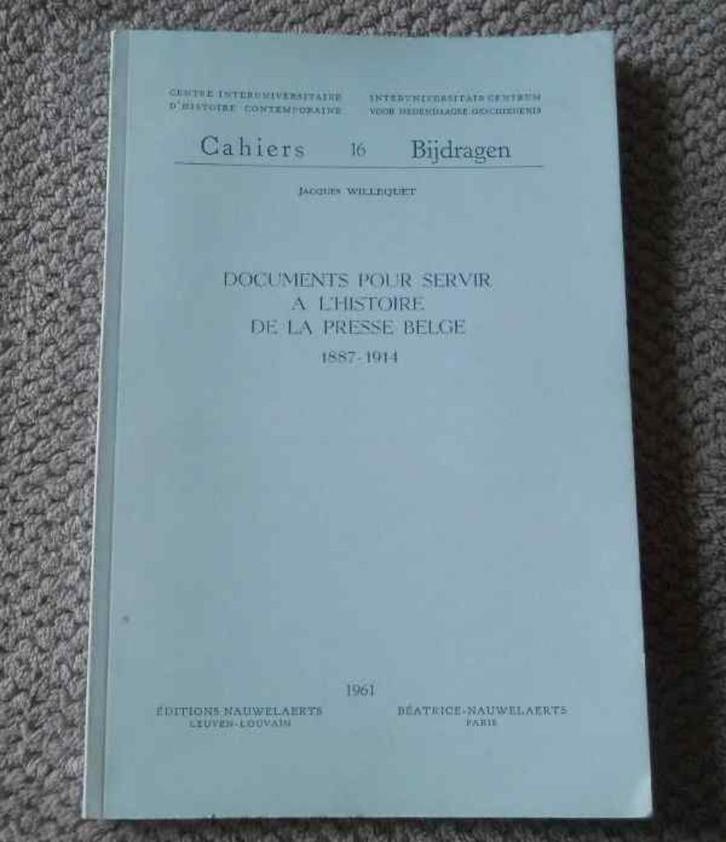 CENTRE INTERUNIVERSITAIRE
D'HISTOIRE CONTEMPORAINE
INTERUNIVERSITAIR CENTRUM
VOOR HEDENDAAGSE GESCHIEDENIS
Cahiers 16 Bijdragen
JACQUES WILLEQUET
DOCUMENTS POUR SERVIR
A L'HISTOIRE
DE LA PRESSE BELGE
1887-1914
1961
ÉDITIONS NAUWELAERTS
LEUVEN-LOUVAIN
BÉATRICE-NAUWELAERTS
PARIS